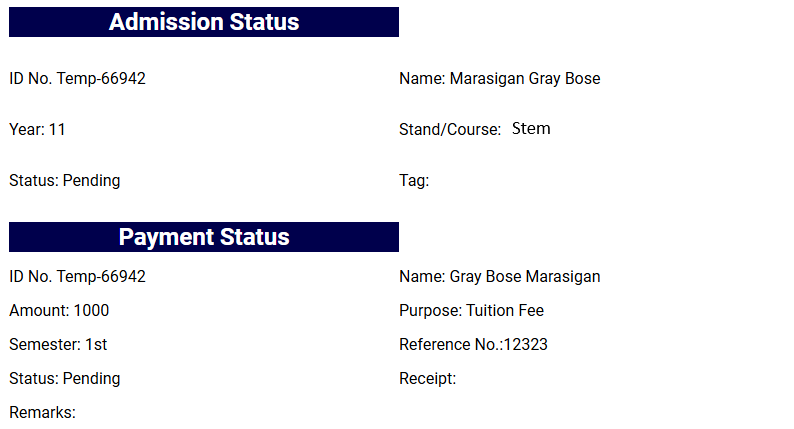 Admission Status
ID No. Temp-66942 Name: Marasigan Gray Bose
Year: 11 Stand/Course: Stem
Status: Pending Tag:
Payment Status
ID No. Temp-66942 Name: Gray Bose Marasigan
Amount: 1000 Purpose: Tuition Fee
Semester: 1st Reference No.:12323
Status: Pending Receipt:
Remarks: